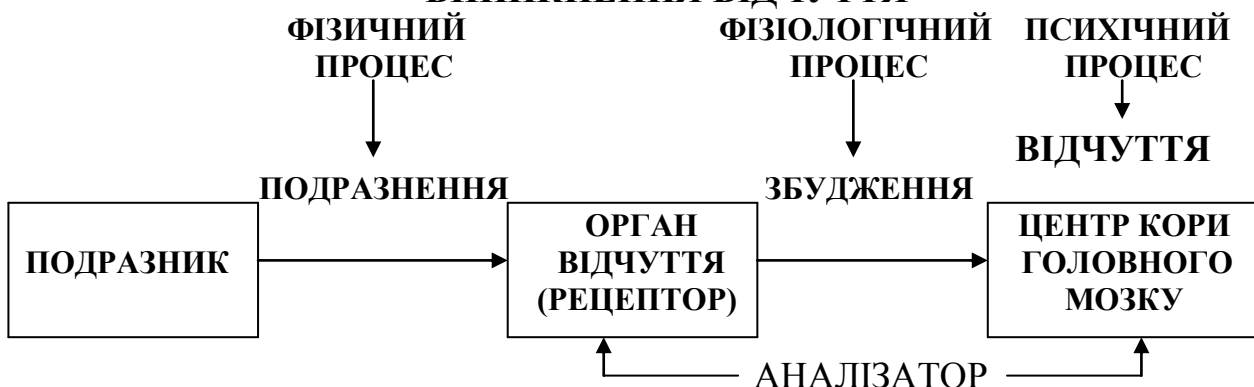 ФІЗИЧНИЙ
ПРОЦЕС
ФІЗІОЛОГІЧНИЙ
ПРОЦЕС
ПСИХІЧНИЙ
ПРОЦЕС
ВІДЧУТТЯ
ПОДРАЗНЕННЯ
ЗБУДЖЕННЯ
ПОДРАЗНИК
ОРГАН
ВІДЧУТТЯ
(РЕЦЕПТОР)
ЦЕНТР КОРИ
ГОЛОВНОГО
МОЗКУ
АНАЛІЗАТОР